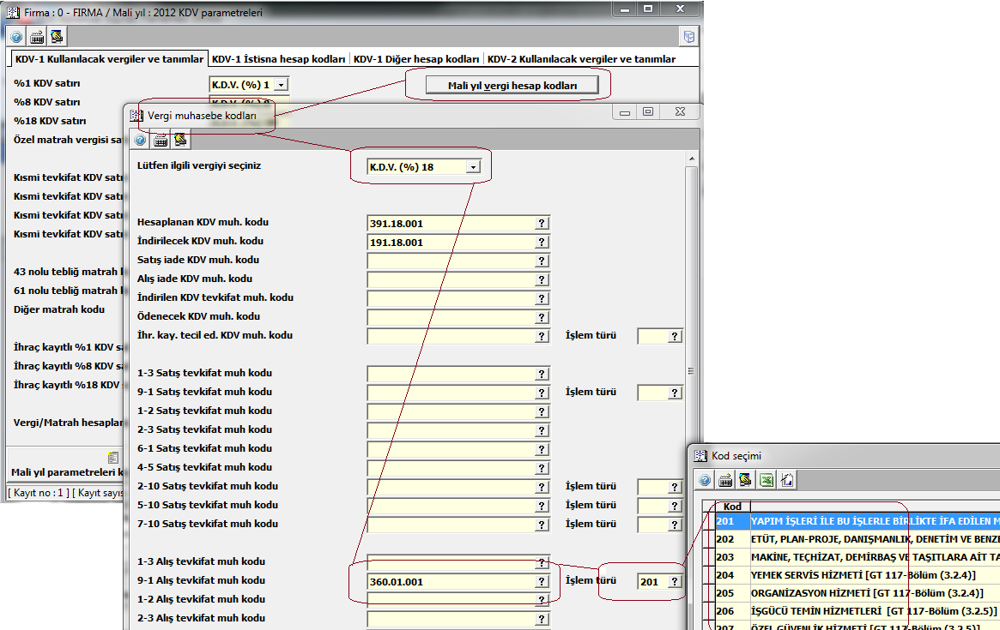 Firma : 0 - FIRMA / Mali yıl : 2012 KDV parametreleri
KDV-1 Kullanılacak vergiler ve tanımlar
KDV-1 İstisna hesap kodları
KDV-1 Diğer hesap kodları
KDV-2 Kullanılacak vergiler ve tanımlar
%1 KDV satırı
K.D.V. (%) 1
Mali yıl vergi hesap kodları
%8 KDV satırı
%18 KDV satırı
Özel matrah vergisi sa
Kısmi tevkifat KDV satı
Kısmi tevkifat KDV satı
Kısmi tevkifat KDV satı
Kısmi tevkifat KDV satı
43 nolu tebliğ matrah
61 nolu tebliğ matrah
Diğer matrah kodu
İhraç kayıtlı %1 KDV sa
İhraç kayıtlı %8 KDV sa
İhraç kayıtlı %18 KDV
Vergi/Matrah hesaplan
Mali yıl parametreleri k
[ Kayıt no : 1 ] [ Kayıt sayıs
Vergi muhasebe kodları
Lütfen ilgili vergiyi seçiniz
K.D.V. (%) 18
Hesaplanan KDV muh. kodu 391.18.001 ?
İndirilecek KDV muh. kodu 191.18.001 ?
Satış iade KDV muh. kodu ?
Alış iade KDV muh. kodu ?
İndirilen KDV tevkifat muh. kodu ?
Ödenecek KDV muh. kodu ?
İhr. kay. tecil ed. KDV muh. kodu ? İşlem türü ?
1-3 Satış tevkifat muh kodu ?
9-1 Satış tevkifat muh kodu ? İşlem türü ?
1-2 Satış tevkifat muh kodu ?
2-3 Satış tevkifat muh kodu ?
6-1 Satış tevkifat muh kodu ?
4-5 Satış tevkifat muh kodu ?
2-10 Satış tevkifat muh kodu ? İşlem türü ?
5-10 Satış tevkifat muh kodu ? İşlem türü ?
7-10 Satış tevkifat muh kodu ? İşlem türü ?
1-3 Alış tevkifat muh kodu ?
9-1 Alış tevkifat muh kodu 360.01.001 ? İşlem türü 201 ?
1-2 Alış tevkifat muh kodu ?
2-3 Alış tevkifat muh kodu ?
Kod seçimi
Kod
201 YAPIM İŞLERİ İLE BU İŞLERLE BİRLİKTE İFA EDİLEN M
202 ETÜT, PLAN-PROJE, DANIŞMANLIK, DENETİM VE BENZE
203 MAKİNE, TEÇHİZAT, DEMİRBAŞ VE TAŞITLARA AİT TA
204 YEMEK SERVİS HİZMETİ [GT 117-Bölüm (3.2.4)]
205 ORGANİZASYON HİZMETİ [GT 117-Bölüm (3.2.4)]
206 İŞGÜCÜ TEMİN HİZMETLERİ [GT 117-Bölüm (3.2.5)]
207 ÖZEL GÜVENLİK HİZMETİ [GT 117-Bölüm (3.2.5)]